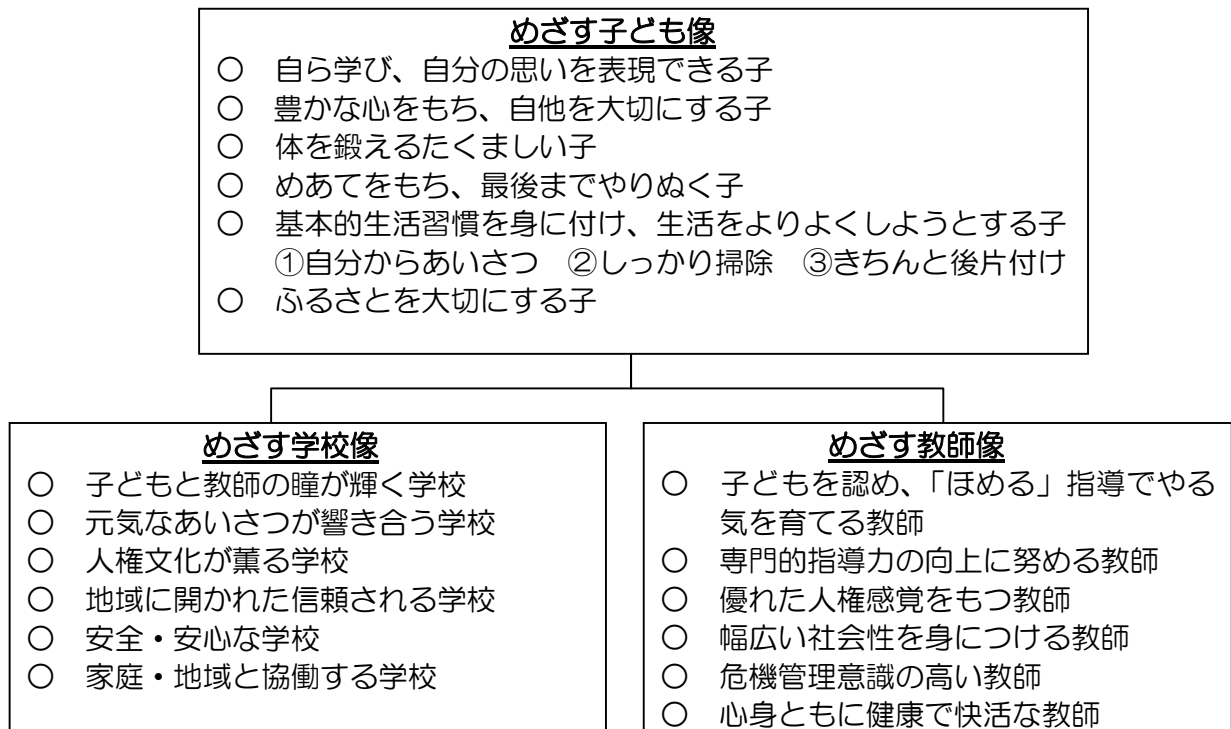 めざす子ども像
○ 自ら学び、自分の思いを表現できる子
○ 豊かな心をもち、自他を大切にする子
○ 体を鍛えるたくましい子
○ めあてをもち、最後までやりぬく子
○ 基本的生活習慣を身に付け、生活をよりよくしようとする子
①自分からあいさつ ②しっかり掃除 ③きちんと後片付け
○ ふるさとを大切にする子
めざす学校像
○ 子どもと教師の瞳が輝く学校
○ 元気なあいさつが響き合う学校
○ 人権文化が薫る学校
○ 地域に開かれた信頼される学校
○ 安全・安心な学校
○ 家庭・地域と協働する学校
めざす教師像
○ 子どもを認め、「ほめる」指導でやる
気を育てる教師
○ 専門的指導力の向上に努める教師
○ 優れた人権感覚をもつ教師
○ 幅広い社会性を身につける教師
○ 危機管理意識の高い教師
○ 心身ともに健康で快活な教師